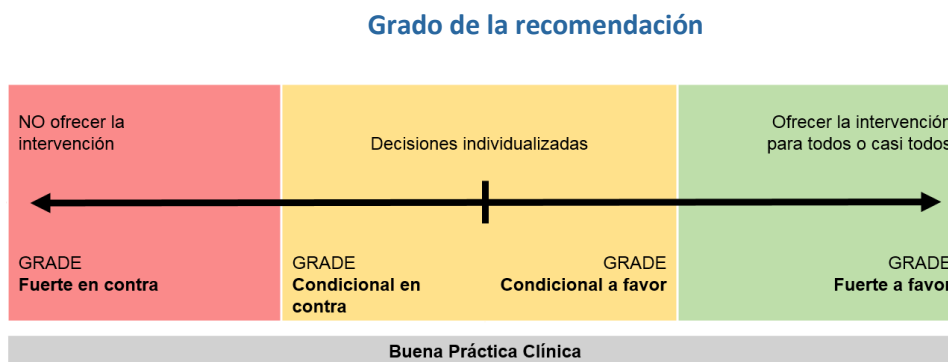 Grado de la recomendación
NO ofrecer la
intervención
Decisiones individualizadas
Ofrecer la intervención
para todos o casi todos
GRADE
Fuerte en contra
GRADE
Condicional en
contra
GRADE
Condicional a favor
GRADE
Fuerte a favor
Buena Práctica Clínica